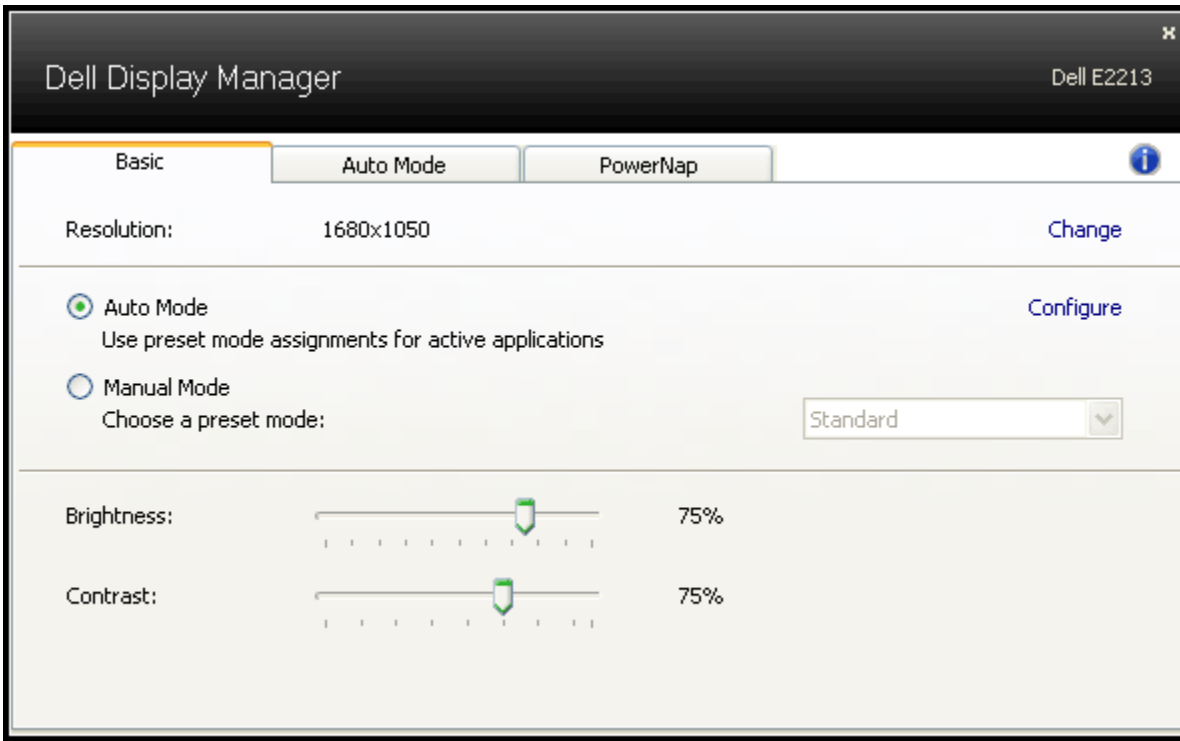 Dell Display Manager
Dell E2213
Basic
Auto Mode
PowerNap
Resolution:
1680x1050
Change
Auto Mode
Configure
Use preset mode assignments for active applications
Manual Mode
Choose a preset mode:
Standard
Brightness:
75%
Contrast:
75%